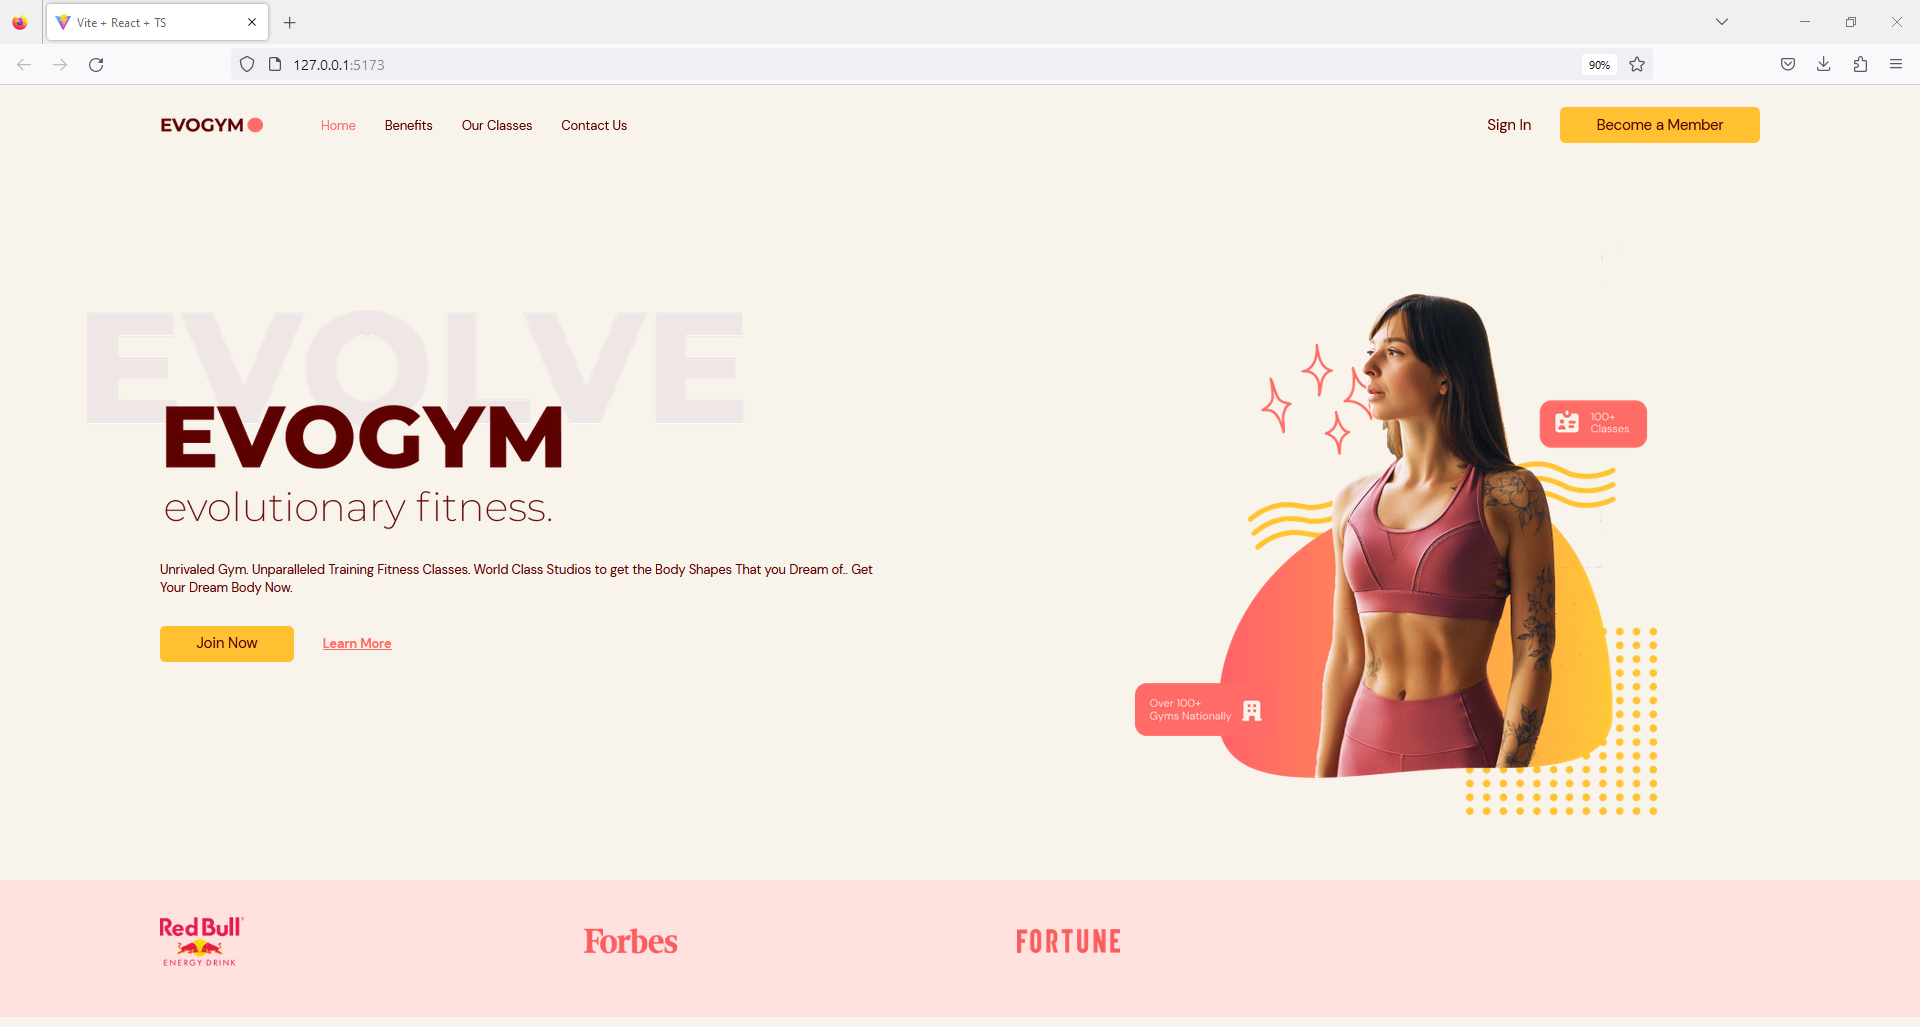 Vite + React + TS
127.0.0.1:5173
90%
EVOGYM
Home
Benefits
Our Classes
Contact Us
Sign In
Become a Member
EVOLVE
EVOGYM
evolutionary fitness.
Unrivaled Gym. Unparalleled Training Fitness Classes. World Class Studios to get the Body Shapes That you Dream of.. Get
Your Dream Body Now.
Join Now
Learn More
100+
Classes
Over 100+
Gyms Nationally
Red Bull
ENERGY DRINK
Forbes
FORTUNE